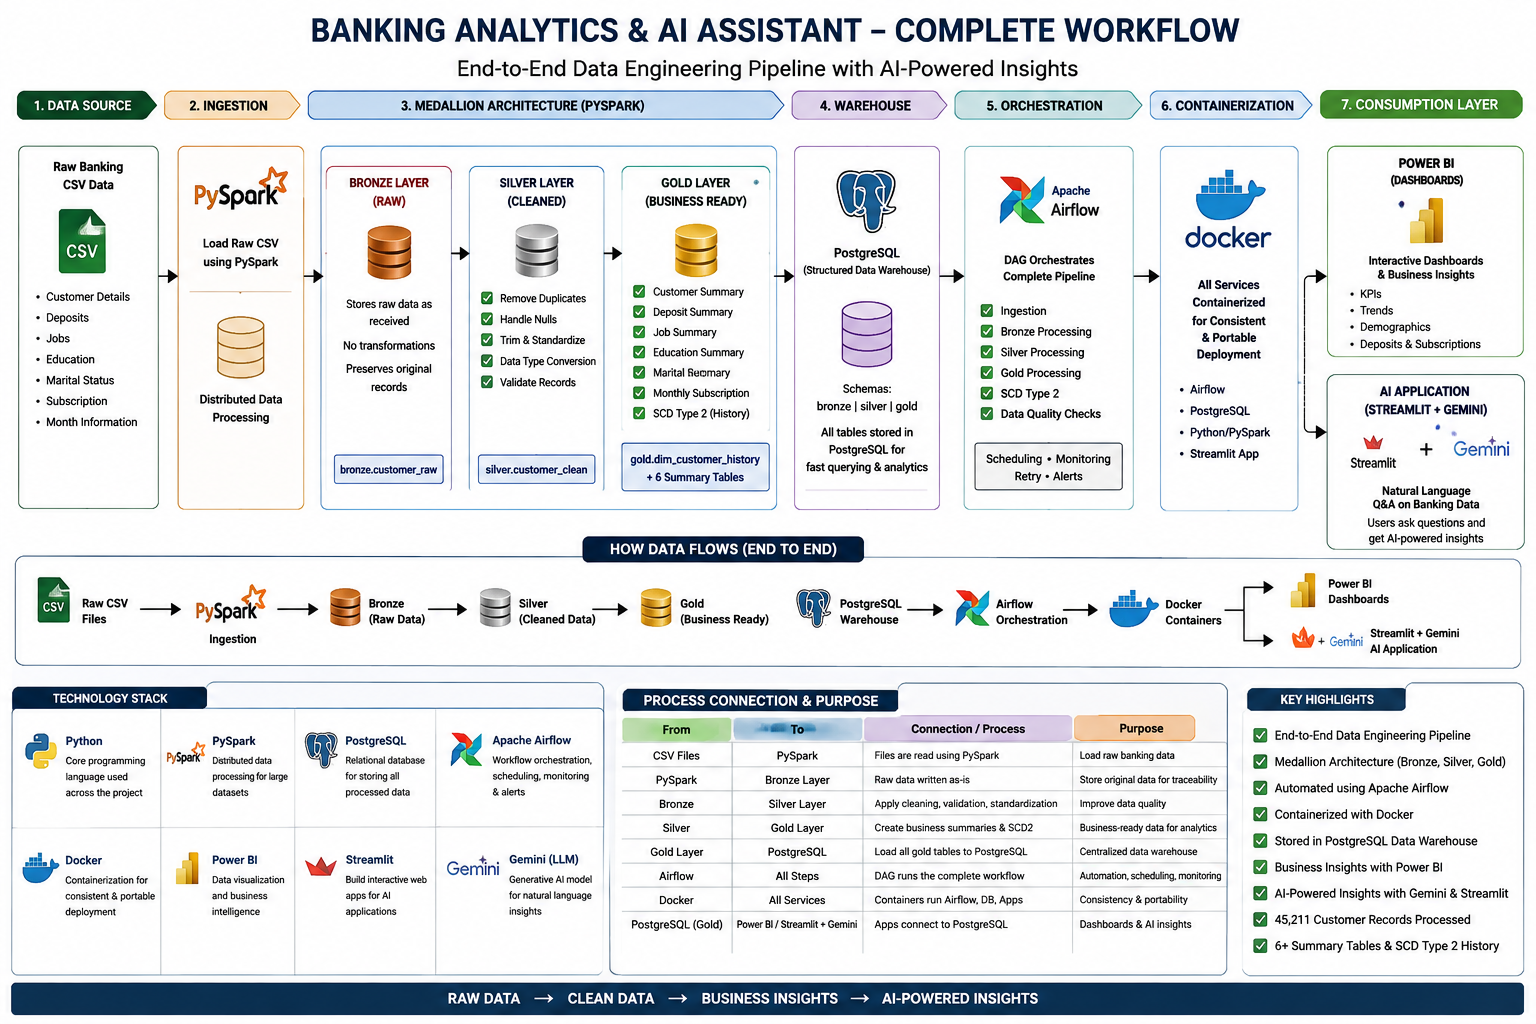 BANKING ANALYTICS & AI ASSISTANT – COMPLETE WORKFLOW
End-to-End Data Engineering Pipeline with AI-Powered Insights
1. DATA SOURCE
2. INGESTION
3. MEDALLION ARCHITECTURE (PYSPARK)
4. WAREHOUSE
5. ORCHESTRATION
6. CONTAINERIZATION
7. CONSUMPTION LAYER
Raw Banking
CSV Data
CSV
• Customer Details
• Deposits
• Jobs
• Education
• Marital Status
• Subscription
• Month Information
PySpark
Load Raw CSV
using PySpark
Distributed Data
Processing
BRONZE LAYER
(RAW)
Stores raw data as
received
No transformations
Preserves original
records
bronze.customer_raw
SILVER LAYER
(CLEANED)
Remove Duplicates
Handle Nulls
Trim & Standardize
Data Type Conversion
Validate Records
silver.customer_clean
GOLD LAYER
(BUSINESS READY)
Customer Summary
Deposit Summary
Job Summary
Education Summary
Marital
Monthly Subscription
SCD Type 2 (History)
gold.dim_customer_history
+ 6 Summary Tables
PostgreSQL
(Structured Data Warehouse)
Schemas:
bronze | silver | gold
All tables stored in
PostgreSQL for
fast querying & analytics
Apache
Airflow
DAG Orchestrates
Complete Pipeline
Ingestion
Bronze Processing
Silver Processing
Gold Processing
SCD Type 2
Data Quality Checks
Scheduling • Monitoring
Retry • Alerts
docker
All Services
Containerized
for Consistent
& Portable
Deployment
• Airflow
• PostgreSQL
• Python/PySpark
• Streamlit App
POWER BI
(DASHBOARDS)
Interactive Dashboards
& Business Insights
• KPIs
• Trends
• Demographics
• Deposits & Subscriptions
AI APPLICATION
(STREAMLIT + GEMINI)
Streamlit + Gemini
Natural Language
Q&A on Banking Data
Users ask questions and
get AI-powered insights
HOW DATA FLOWS (END TO END)
CSV
Raw CSV
Files
PySpark
Ingestion
Bronze
(Raw Data)
Silver
(Cleaned Data)
Gold
(Business Ready)
PostgreSQL
Warehouse
Airflow
Orchestration
Docker
Containers
Power BI
Dashboards
+ Gemini
Streamlit + Gemini
AI Application
TECHNOLOGY STACK
Python
Core programming
language used
across the project
PySpark
PySpark
Distributed data
processing for large
datasets
PostgreSQL
Relational database
for storing all
processed data
Apache Airflow
Workflow orchestration,
scheduling, monitoring
& alerts
Docker
Containerization for
consistent & portable
deployment
Power BI
Data visualization
and business
intelligence
Streamlit
Build interactive web
apps for AI
applications
Gemini
Gemini (LLM)
Generative AI model
for natural language
insights
PROCESS CONNECTION & PURPOSE
From To Connection / Process Purpose
CSV Files PySpark Files are read using PySpark Load raw banking data
PySpark Bronze Layer Raw data written as-is Store original data for traceability
Bronze Silver Layer Apply cleaning, validation, standardization Improve data quality
Silver Gold Layer Create business summaries & SCD2 Business-ready data for analytics
Gold Layer PostgreSQL Load all gold tables to PostgreSQL Centralized data warehouse
Airflow All Steps DAG runs the complete workflow Automation, scheduling, monitoring
Docker All Services Containers run Airflow, DB, Apps Consistency & portability
PostgreSQL (Gold) Power BI / Streamlit + Gemini Apps connect to PostgreSQL Dashboards & AI insights
KEY HIGHLIGHTS
End-to-End Data Engineering Pipeline
Medallion Architecture (Bronze, Silver, Gold)
Automated using Apache Airflow
Containerized with Docker
Stored in PostgreSQL Data Warehouse
Business Insights with Power BI
AI-Powered Insights with Gemini & Streamlit
45,211 Customer Records Processed
6+ Summary Tables & SCD Type 2 History
RAW DATA → CLEAN DATA → BUSINESS INSIGHTS → AI-POWERED INSIGHTS